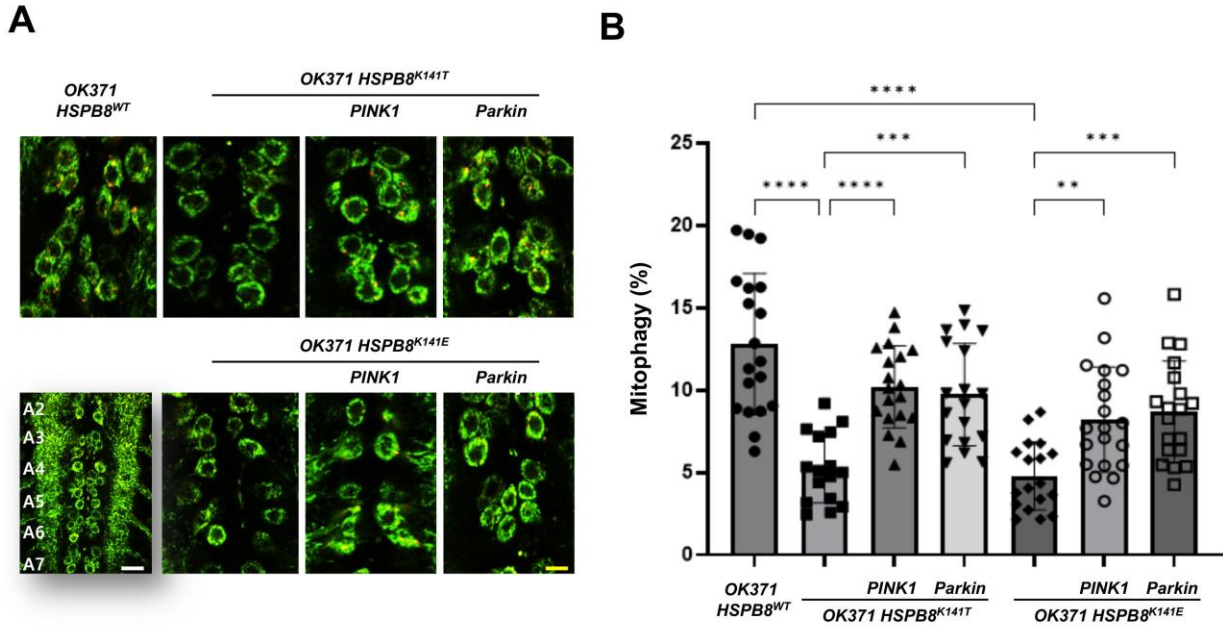 A
OK371 HSPB8K141T
OK371
HSPB8WT
PINK1
Parkin
OK371 HSPB8K141E
PINK1
Parkin
A2
A3
A4
A5
A6
A7
B
****
***
***
****
****
**
25
20
15
10
5
0
Mitophagy (%)
OK371
HSPB8WT
PINK1
Parkin
OK371 HSPB8K141T
PINK1
Parkin
OK371 HSPB8K141E